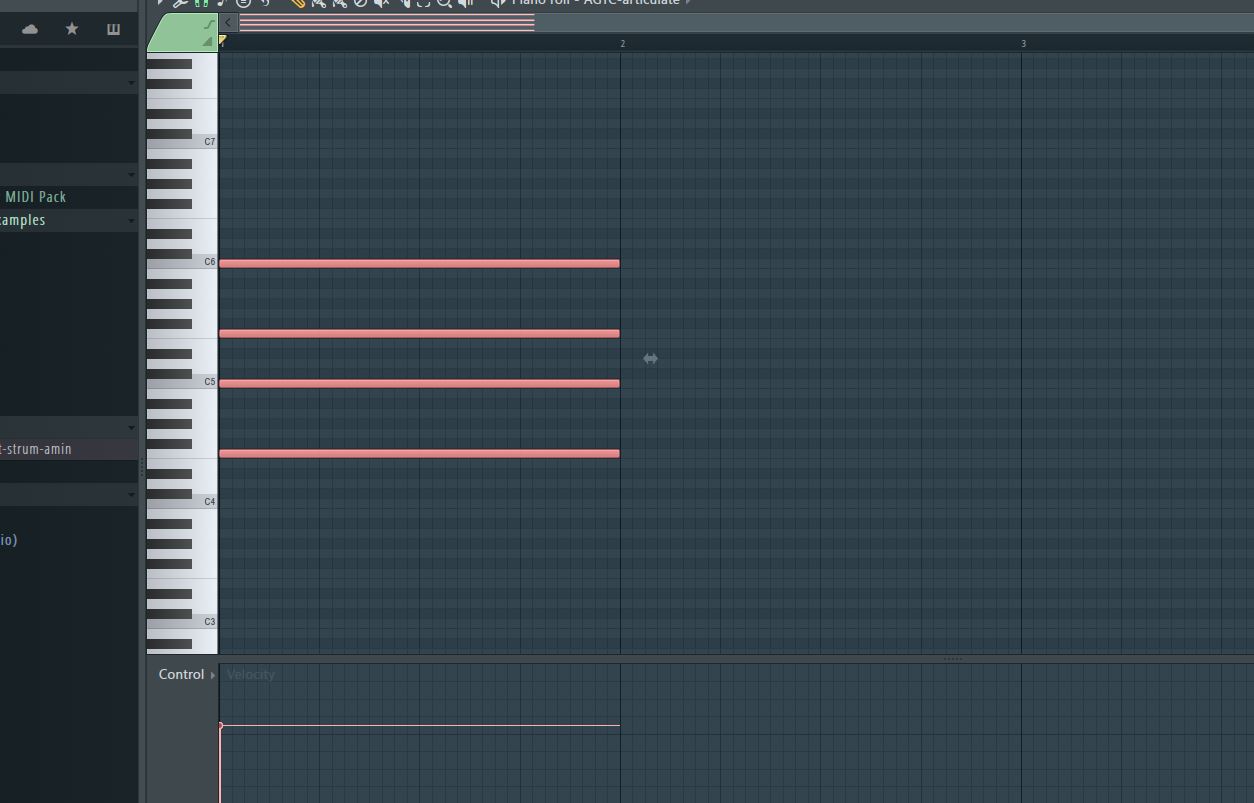 Piano roll - AGTC-articulate
1 2 3
MIDI Pack
amples
t-strum-amin
io)
C7
C6
C5
C4
C3
Control
Velocity